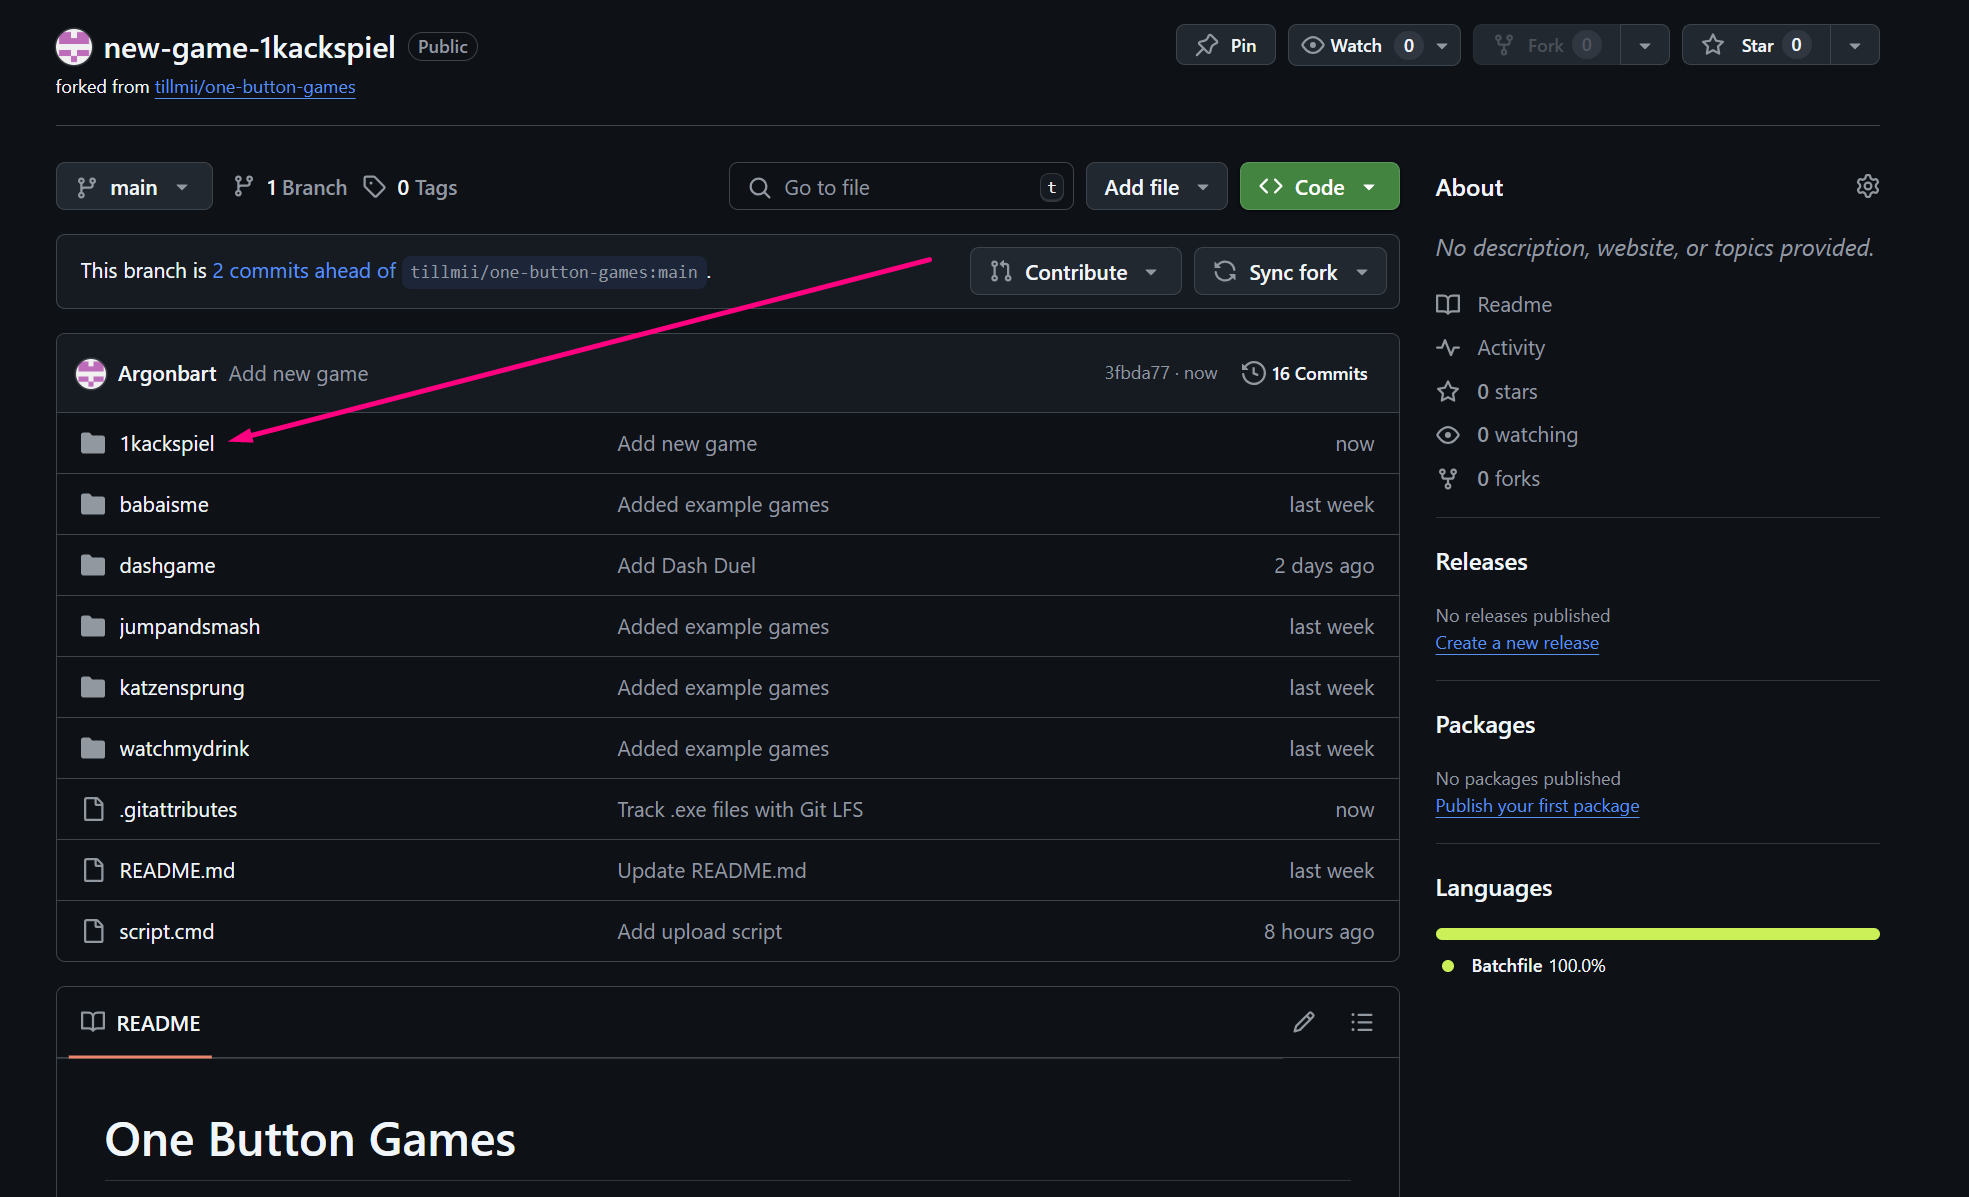 new-game-1kackspiel Public Pin Watch 0 Fork 0 Star 0
forked from tillmii/one-button-games
main 1 Branch 0 Tags Go to file t Add file Code
This branch is 2 commits ahead of tillmii/one-button-games:main . Contribute Sync fork
Argonbart Add new game 3fbda77 · now 16 Commits
1kackspiel Add new game now
babaisme Added example games last week
dashgame Add Dash Duel 2 days ago
jumpandsmash Added example games last week
katzensprung Added example games last week
watchmydrink Added example games last week
.gitattributes Track .exe files with Git LFS now
README.md Update README.md last week
script.cmd Add upload script 8 hours ago
README
One Button Games
About
No description, website, or topics provided.
Readme
Activity
0 stars
0 watching
0 forks
Releases
No releases published
Create a new release
Packages
No packages published
Publish your first package
Languages
Batchfile 100.0%